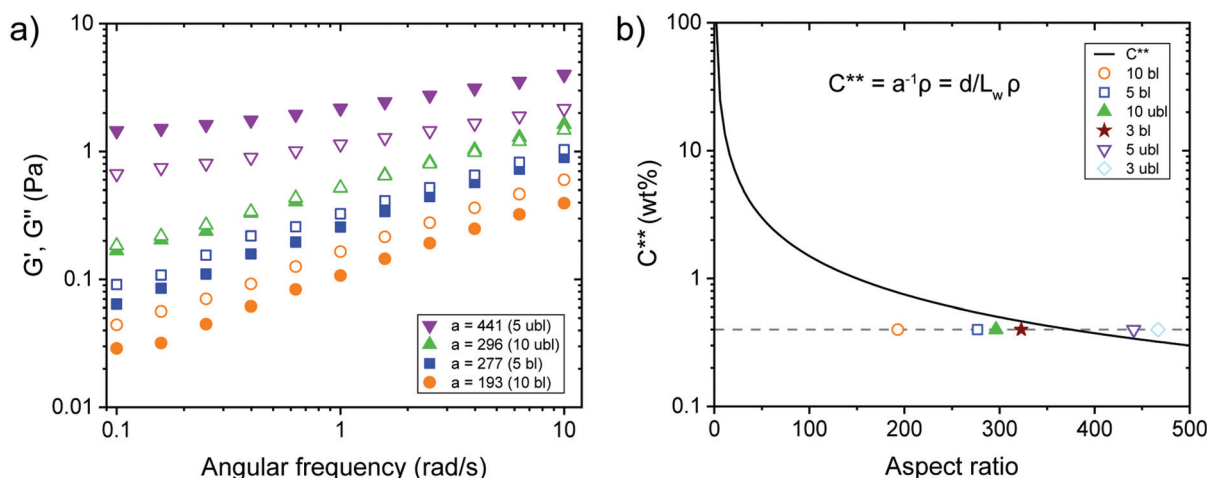 a)
10
1
0.1
0.01
G', G" (Pa)
0.1
1
10
Angular frequency (rad/s)
a = 441 (5 ubl)
a = 296 (10 ubl)
a = 277 (5 bl)
a = 193 (10 bl)
b)
100
10
1
0.1
C** (wt%)
0
100
200
300
400
500
Aspect ratio
C** = a⁻¹ρ = d/Lw ρ
C**
10 bl
5 bl
10 ubl
3 bl
5 ubl
3 ubl